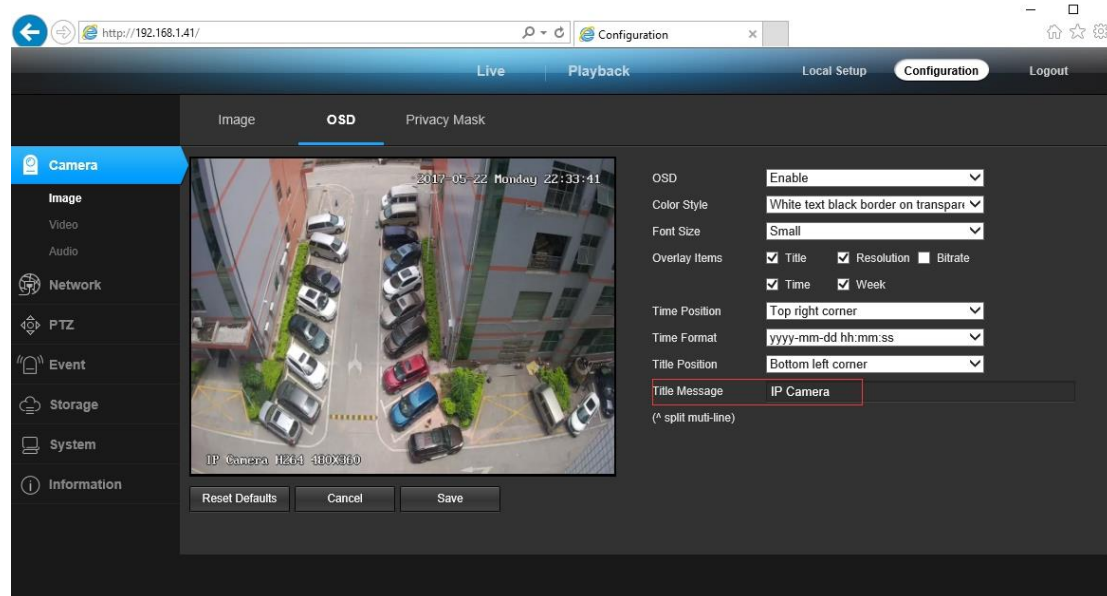 http://192.168.1.41/
Configuration
Live Playback Local Setup Configuration Logout
Image OSD Privacy Mask
Camera
Image
Video
Audio
Network
PTZ
Event
Storage
System
Information
2017-05-22 Monday 22:33:41
IP Camera H264 480X360
Reset Defaults Cancel Save
OSD Enable
Color Style White text black border on transpare
Font Size Small
Overlay Items Title Resolution Bitrate
Time Week
Time Position Top right corner
Time Format yyyy-mm-dd hh:mm:ss
Title Position Bottom left corner
Title Message IP Camera
(^ split muti-line)